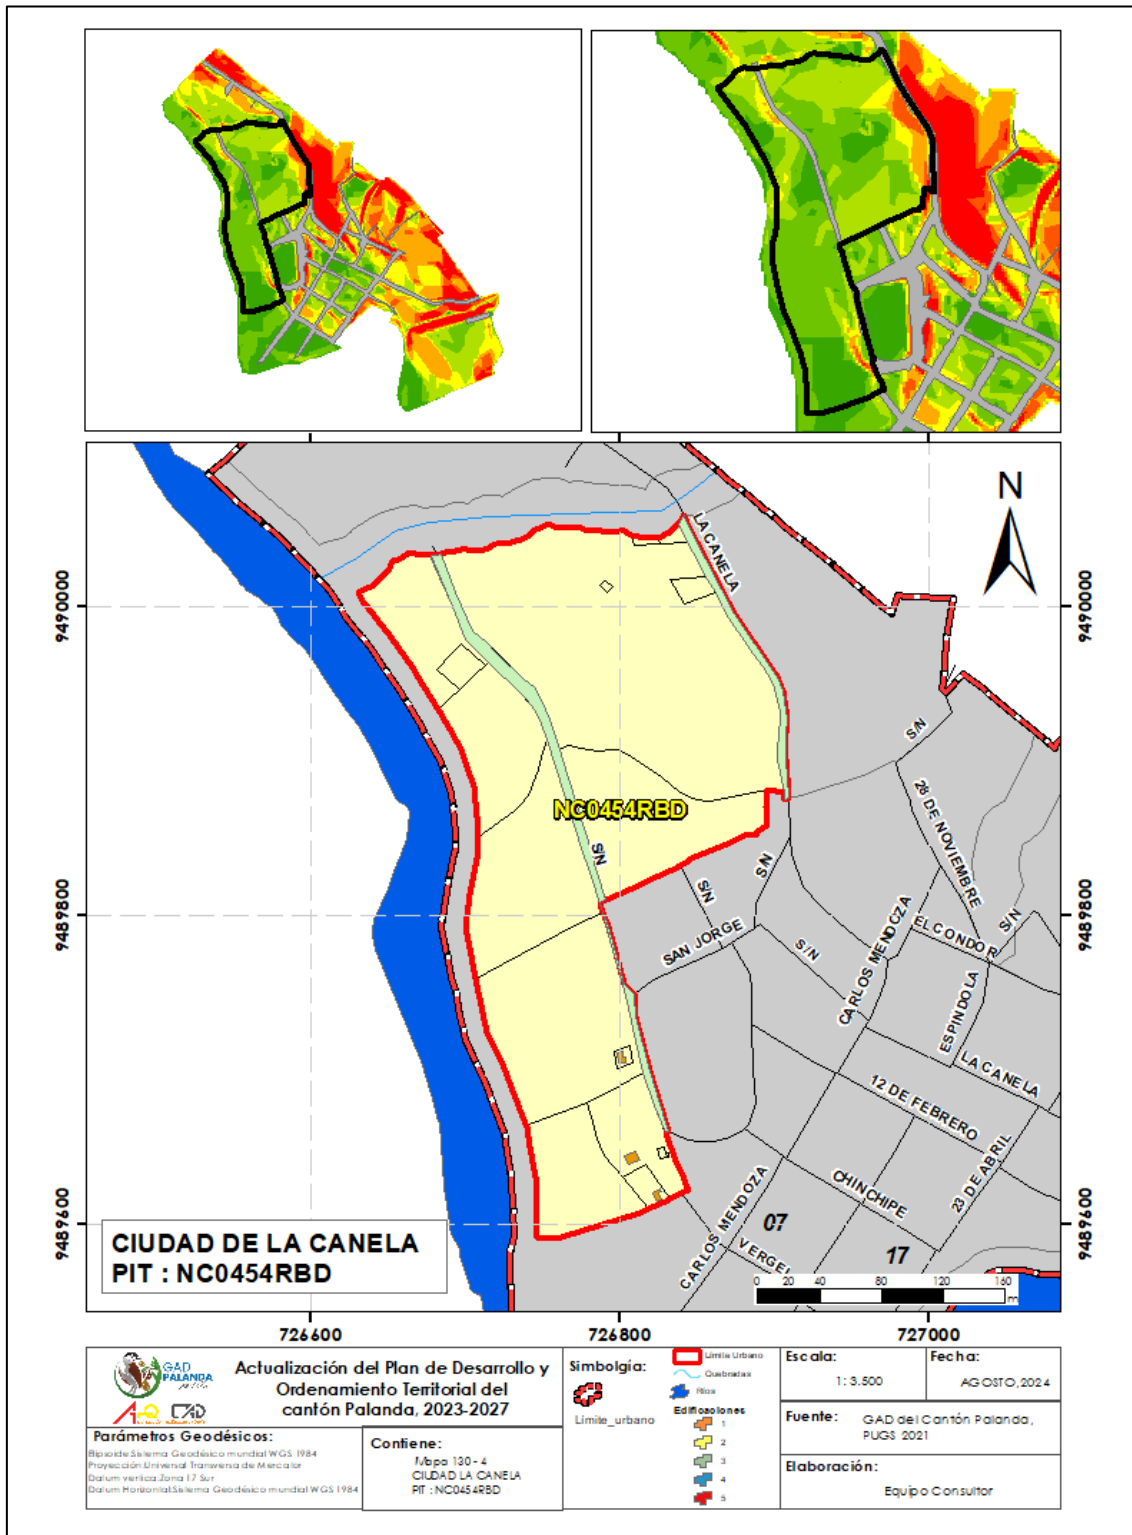 N
LA CANELA
S/N
28 DE NOVIEMBRE
NC0454RBD
S/N
S/N
S/N
SAN JORGE
S/N
CARLOS MENDOZA
EL CONDOR
S/N
ESPINDOLA
LA CANELA
12 DE FEBRERO
23 DE ABRIL
CHINCHIPE
CARLOS MENDOZA
VERGEL
07
17
9490000
9490000
9489800
9489800
9489600
9489600
CIUDAD DE LA CANELA
PIT : NC0454RBD
0 20 40 80 120 160
m
726600
726800
727000
GAD
PALANDA
Actualización del Plan de Desarrollo y
Ordenamiento Territorial del
cantón Palanda, 2023-2027
Parámetros Geodésicos:
Elipsoide:Sistema Geodésico mundial WGS 1984
Proyección:Universal Transversa de Mercator
Datum vertical:Zona 17 Sur
Datum Horizontal:Sistema Geodésico mundial WGS 1984
Contiene:
Mapa 130 - 4
CIUDAD LA CANELA
PIT : NC0454RBD
Simbolgía:
Límite_urbano
Limite Urbano
Quebradas
Ríos
Edificaciones
1
2
3
4
5
Escala:
1: 3.500
Fecha:
AGOSTO,2024
Fuente:
GAD del Cantón Palanda,
PUGS 2021
Elaboración:
Equipo Consultor